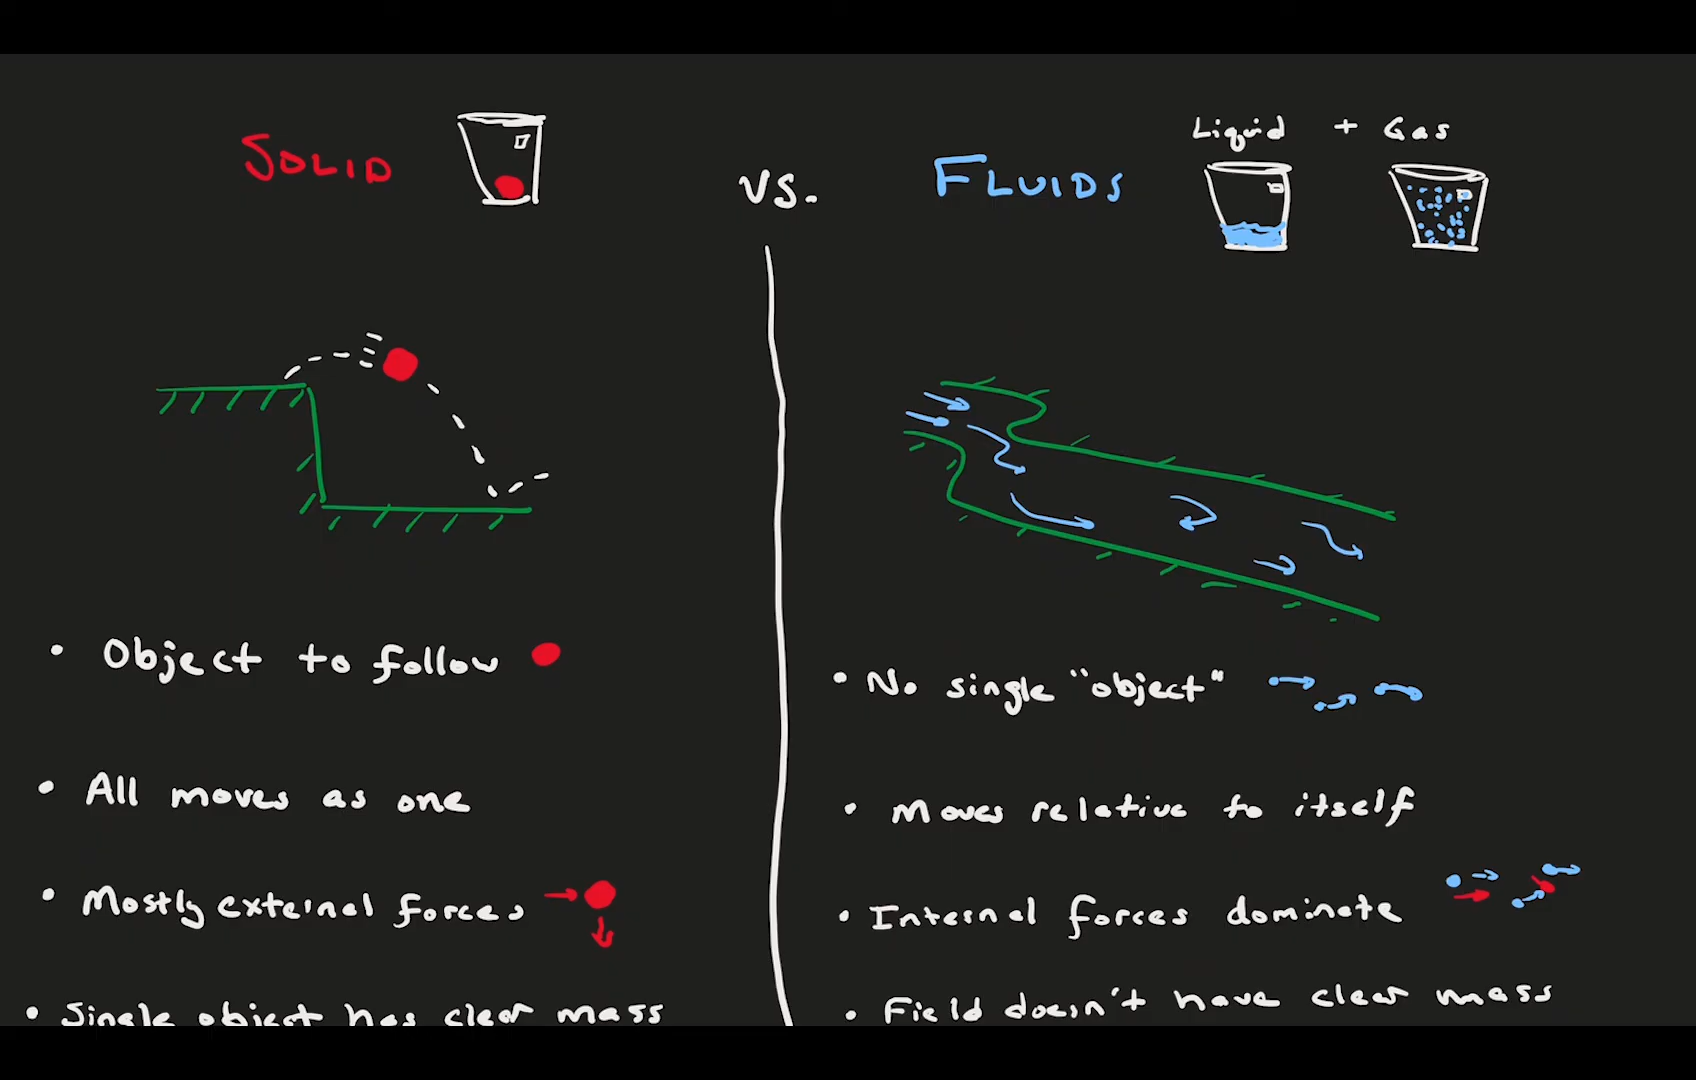 SOLID
VS.
FLUIDS
Liquid + Gas
• Object to follow
• All moves as one
• Mostly external forces
• Single object has clear mass
• No single "object"
• Moves relative to itself
• Internal forces dominate
• Field doesn't have clear mass